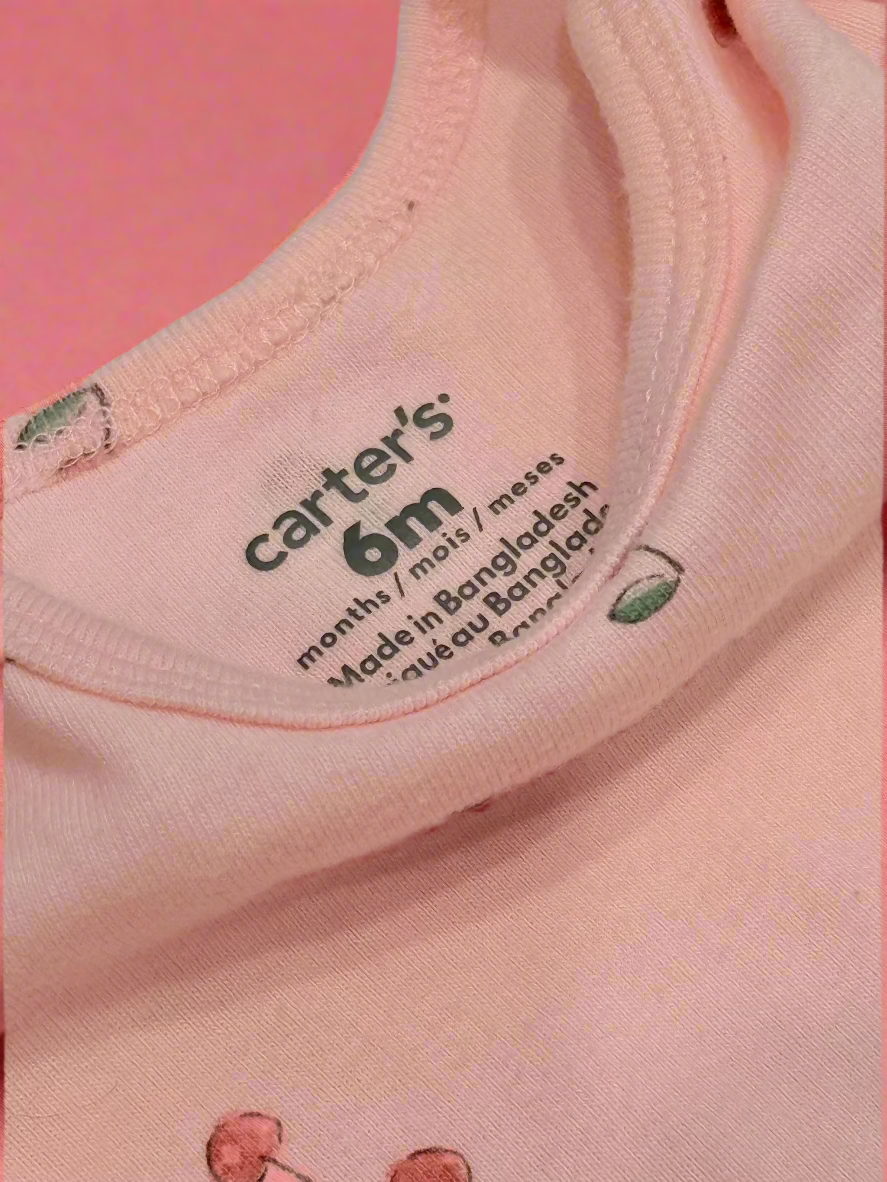 carter's
6m
months / mois / meses
Made in Bangladesh